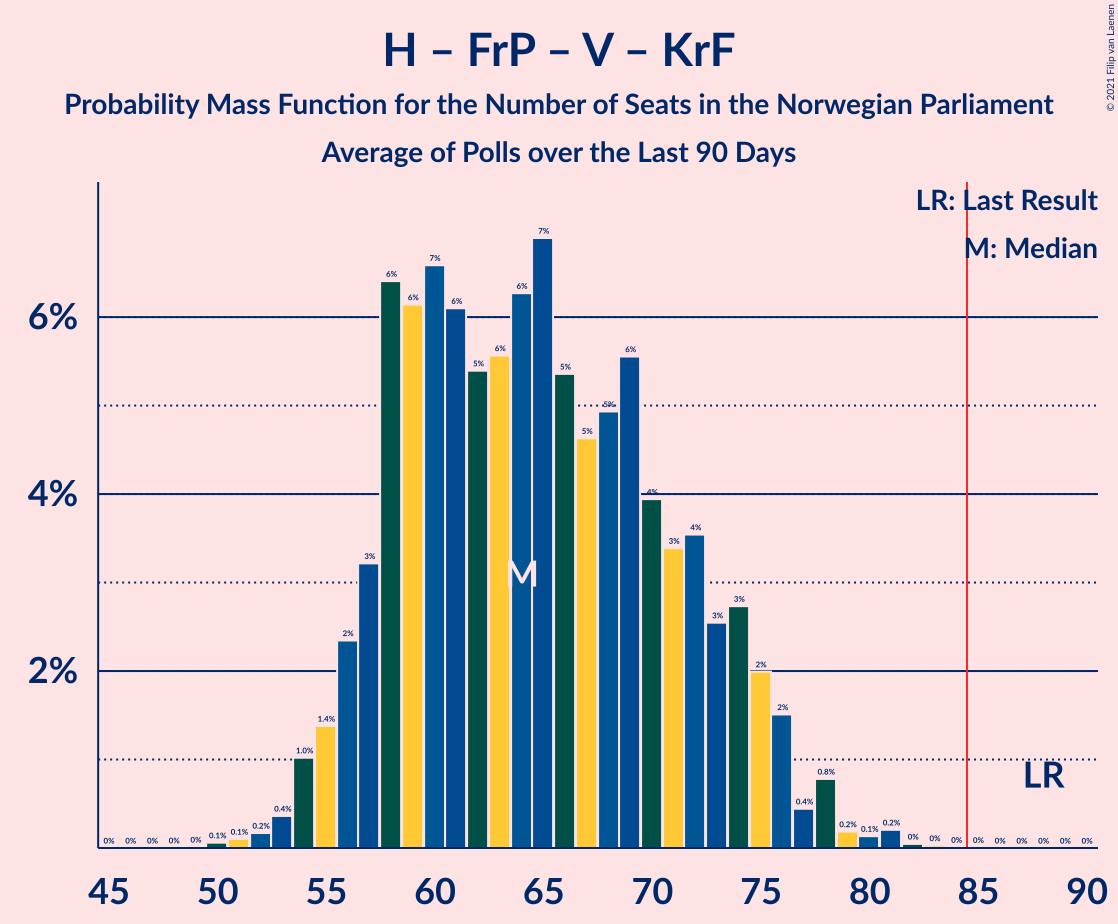 H – FrP – V – KrF
Probability Mass Function for the Number of Seats in the Norwegian Parliament
Average of Polls over the Last 90 Days
© 2021 Filip van Laenen
LR: Last Result
M: Median
6%
4%
2%
0% 0% 0% 0% 0% 0.1% 0.1% 0.2% 0.4% 1.0% 1.4% 2% 3% 6% 6% 7% 6% 5% 6% 6% 7% 5% 5% 5% 6% 4% 3% 4% 3% 3% 2% 2% 0.4% 0.8% 0.2% 0.1% 0.2% 0% 0% 0% 0% 0% 0% 0% 0% 0%
M
LR
45 50 55 60 65 70 75 80 85 90